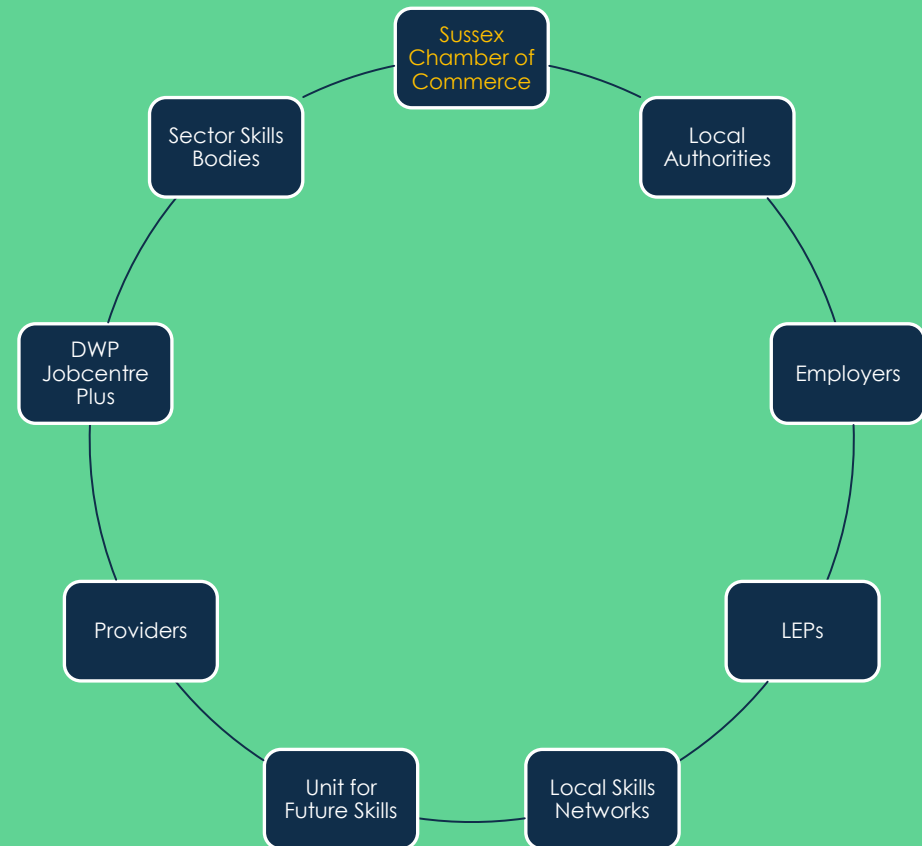 Sussex
Chamber of
Commerce
Local
Authorities
Employers
LEPs
Local Skills
Networks
Unit for
Future Skills
Providers
DWP
Jobcentre
Plus
Sector Skills
Bodies